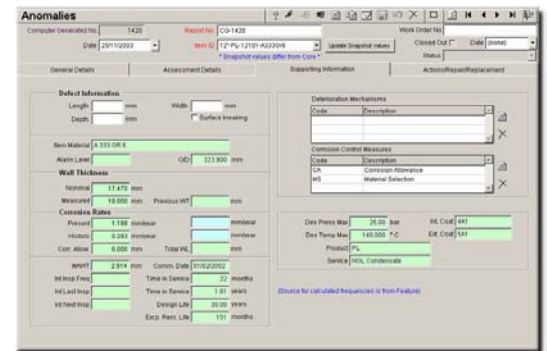 Anomalies
Computer Generated No. 1428 Report No. CG-1428 Work Order No
Date 25/11/2003 Item ID 12"-PL-12101-A3330/6 Update Snapshot values Closed Out Date (none)
* Snapshot values differ from Core * Status
General Details Assessment Details Supporting Information Actions/Repair/Replacement
Defect Information
Length mm Width mm
Depth mm Surface breaking
Item Material A 333 GR 6
Alarm Level O/D 323.900 mm
Wall Thickness
Nominal 17.470 mm
Measured 10.000 mm Previous WT mm
Corrosion Rates
Present 1.188 mm/year mm/year
Historic 0.283 mm/year mm/year
Corr. Allow. 6.000 mm Total WL mm
MAWT 2.914 mm Comm. Date 01/02/2002
Int Insp Freq Time in Service 22 months
Int Last Insp Time in Service 1.81 years
Int Next Insp Design Life 30.00 years
Exp. Rem. Life 151 months
Deterioration Mechanisms
Code Description
Corrosion Control Measures
Code Description
CA Corrosion Allowance
MS Material Selection
Des Press Max 25.00 bar Int. Coat 4A1
Des Temp Max 140.000 ° C Ext. Coat 5A1
Product PL
Service NGL Condensate
(Source for calculated frequencies is from Feature)